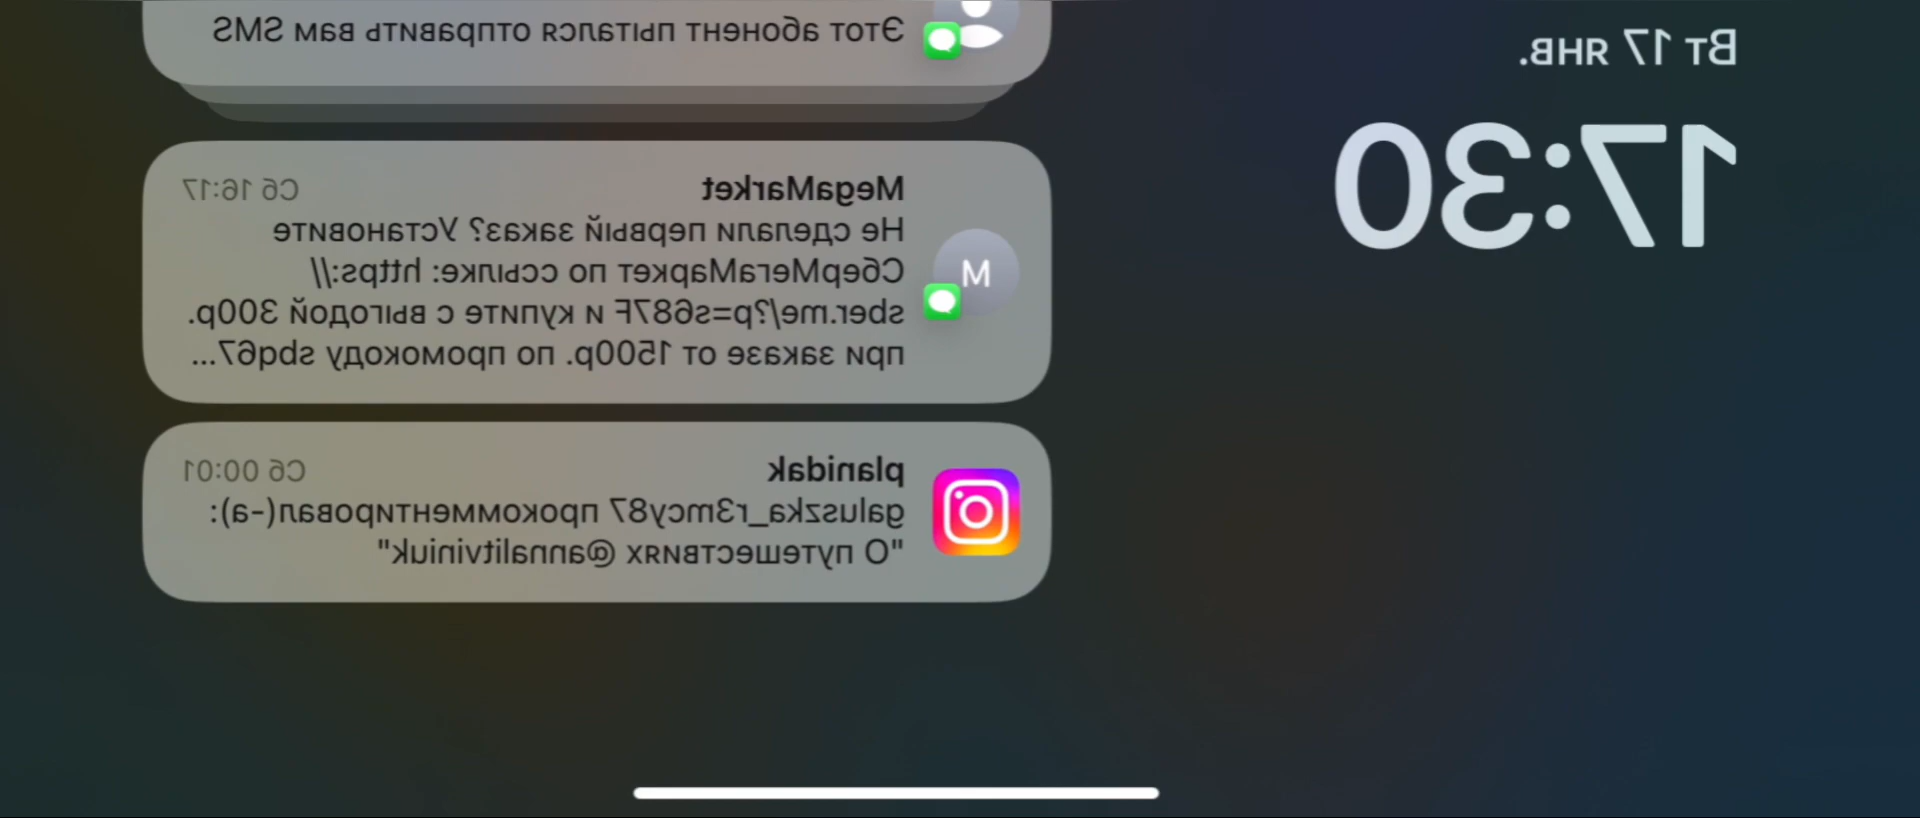 Вт 17 янв.
17:30
Этот абонент пытался отправить вам SMS
MegaMarket
Сб 16:17
Не сделали первый заказ? Установите
СберМегаМаркет по ссылке: https://
sber.me/?p=s687F и купите с выгодой 300р.
при заказе от 1500р. по промокоду sbq67...
M
planidak
Сб 00:01
galuszka_r3mcy87 прокомментировал(-а):
"О путешествиях @annalitviniuk"